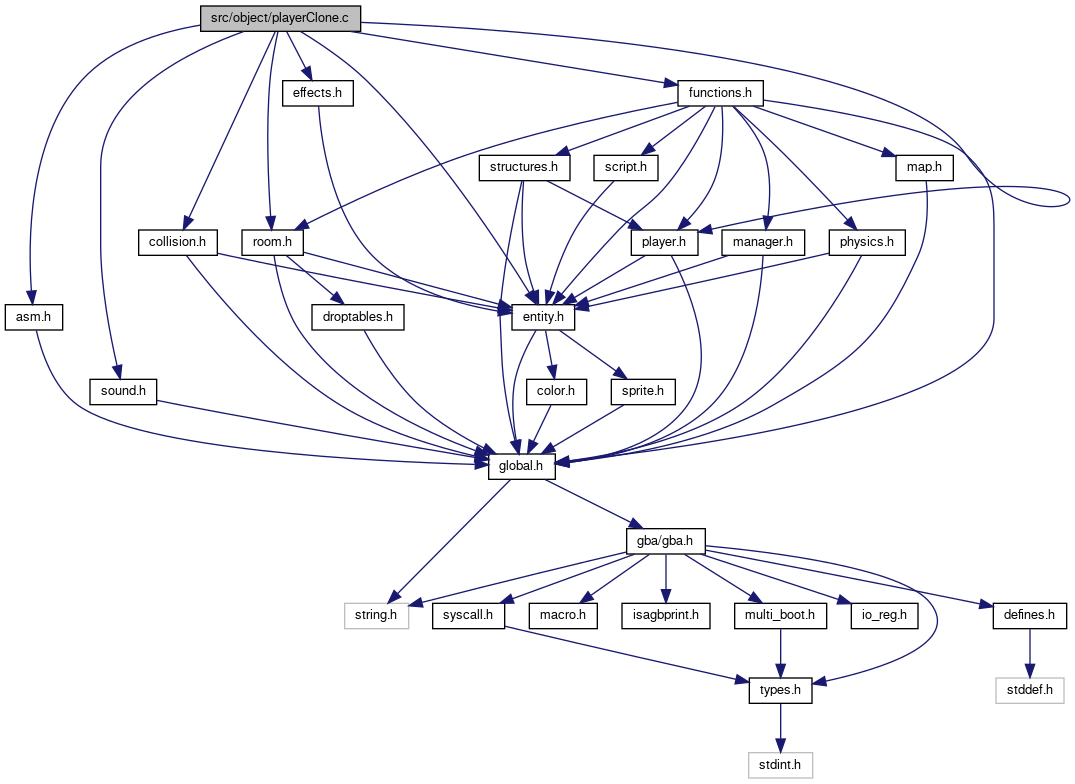 src/object/playerClone.c
effects.h
functions.h
structures.h
script.h
map.h
collision.h
room.h
player.h
manager.h
physics.h
asm.h
droptables.h
entity.h
sound.h
color.h
sprite.h
global.h
gba/gba.h
string.h
syscall.h
macro.h
isagbprint.h
multi_boot.h
io_reg.h
defines.h
types.h
stddef.h
stdint.h